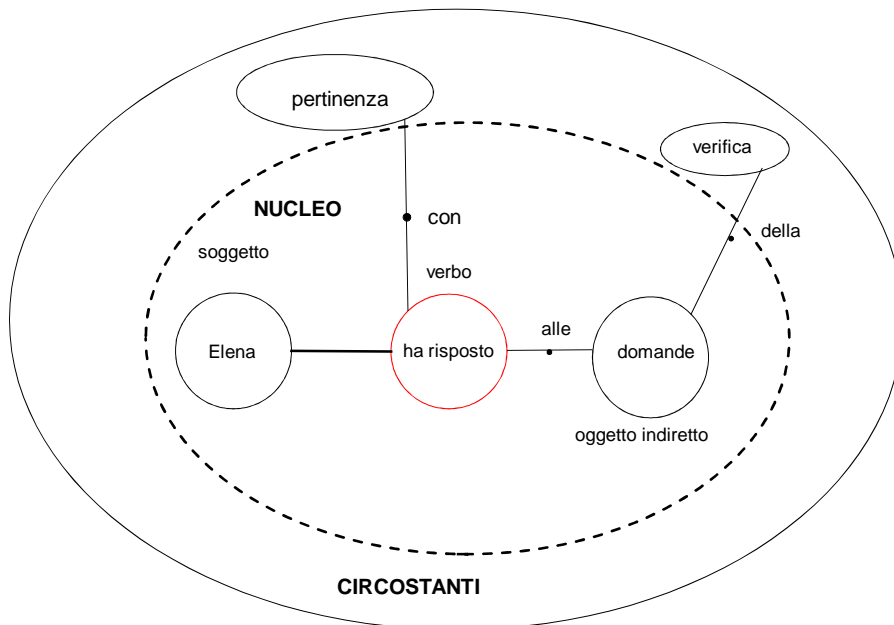 pertinenza
verifica
NUCLEO
con
della
soggetto
verbo
alle
Elena
ha risposto
domande
oggetto indiretto
CIRCOSTANTI